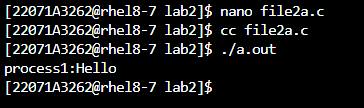 [22071A3262@rhel8-7 lab2]$ nano file2a.c
[22071A3262@rhel8-7 lab2]$ cc file2a.c
[22071A3262@rhel8-7 lab2]$ ./a.out
process1:Hello
[22071A3262@rhel8-7 lab2]$